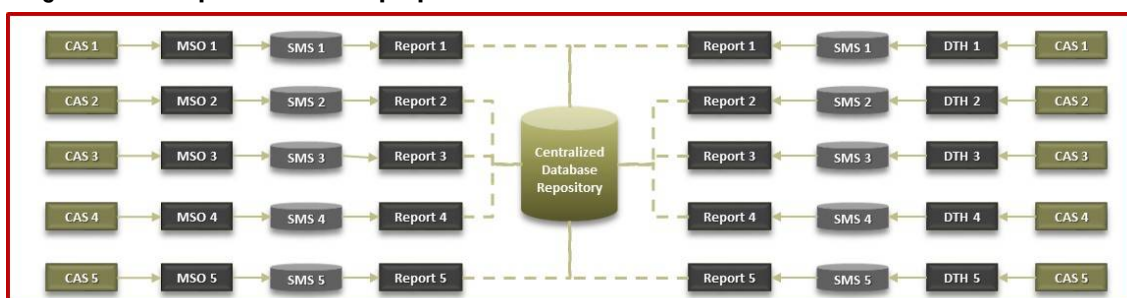 CAS 1 MSO 1 SMS 1 Report 1 Report 1 SMS 1 DTH 1 CAS 1
CAS 2 MSO 2 SMS 2 Report 2 Report 2 SMS 2 DTH 2 CAS 2
CAS 3 MSO 3 SMS 3 Report 3 Report 3 SMS 3 DTH 3 CAS 3
Centralized
Database
Repository
CAS 4 MSO 4 SMS 4 Report 4 Report 4 SMS 4 DTH 4 CAS 4
CAS 5 MSO 5 SMS 5 Report 5 Report 5 SMS 5 DTH 5 CAS 5